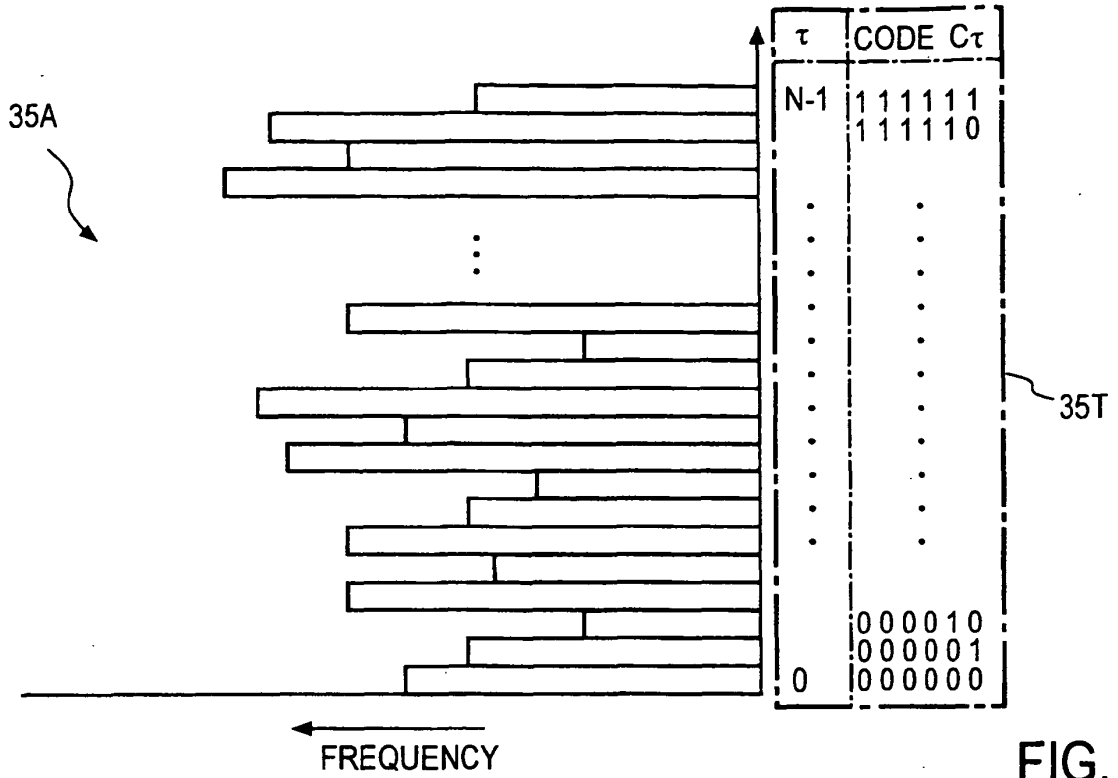 τ CODE Cτ
35A
N-1 111111
111110
35T
000010
000001
0 000000
FREQUENCY
FIG.